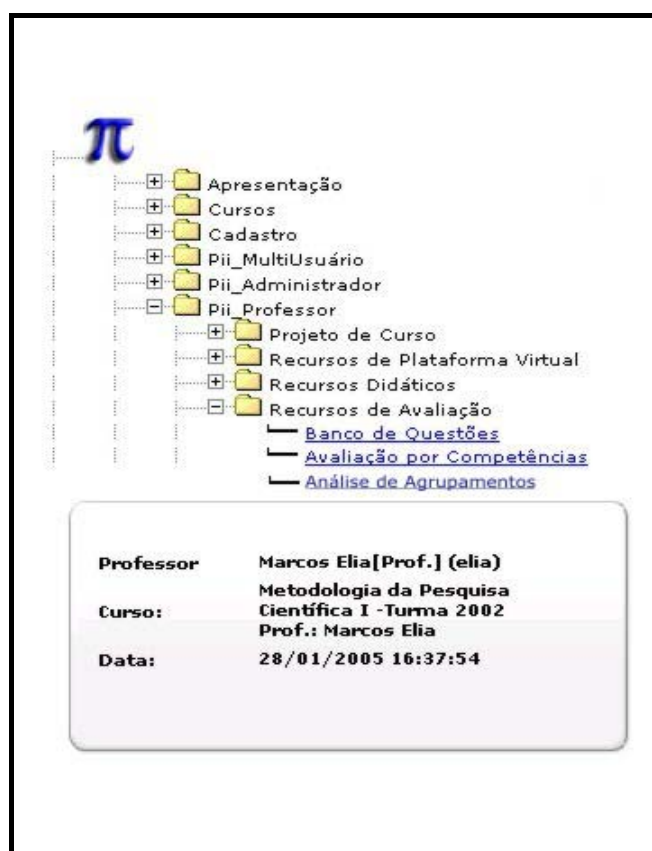 π
Apresentação
Cursos
Cadastro
Pii_MultiUsuário
Pii_Administrador
Pii_Professor
Projeto de Curso
Recursos de Plataforma Virtual
Recursos Didáticos
Recursos de Avaliação
Banco de Questões
Avaliação por Competências
Análise de Agrupamentos
Professor Marcos Elia[Prof.] (elia)
Curso: Metodologia da Pesquisa
Científica I -Turma 2002
Prof.: Marcos Elia
Data: 28/01/2005 16:37:54